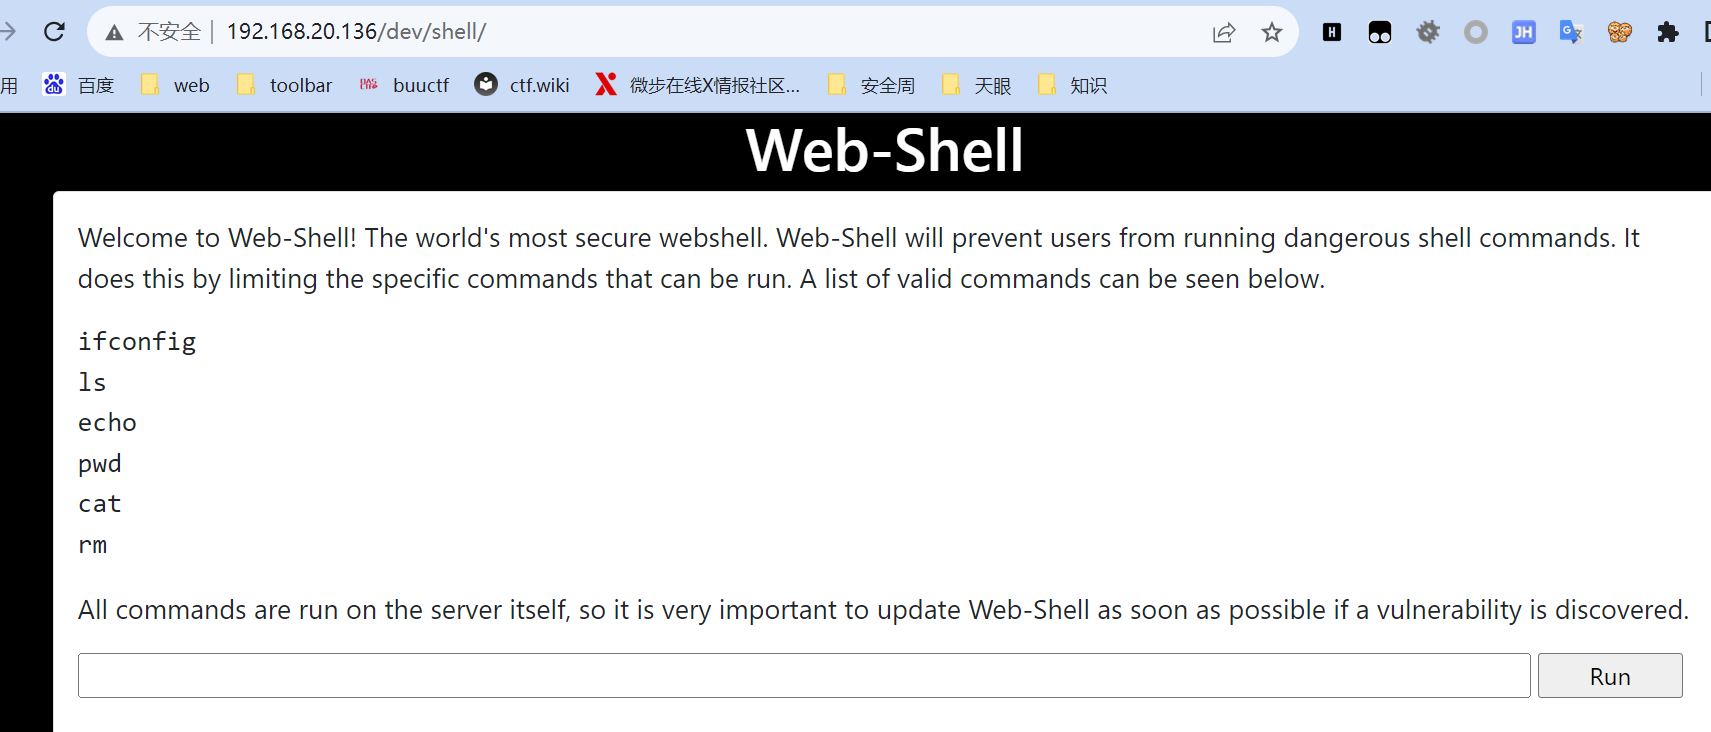 不安全 192.168.20.136/dev/shell/
用 百度 web toolbar buuctf ctf.wiki 微步在线X情报社区... 安全周 天眼 知识
Web-Shell
Welcome to Web-Shell! The world's most secure webshell. Web-Shell will prevent users from running dangerous shell commands. It
does this by limiting the specific commands that can be run. A list of valid commands can be seen below.
ifconfig
ls
echo
pwd
cat
rm
All commands are run on the server itself, so it is very important to update Web-Shell as soon as possible if a vulnerability is discovered.
Run